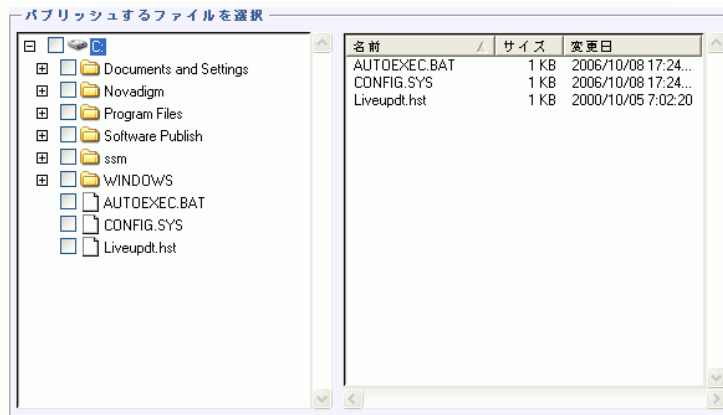 パブリッシュするファイルを選択
C:
Documents and Settings
Novadigm
Program Files
Software Publish
ssm
WINDOWS
AUTOEXEC.BAT
CONFIG.SYS
Liveupdt.hst
名前 サイズ 変更日
AUTOEXEC.BAT 1 KB 2006/10/08 17:24...
CONFIG.SYS 1 KB 2006/10/08 17:24...
Liveupdt.hst 1 KB 2000/10/05 7:02:20